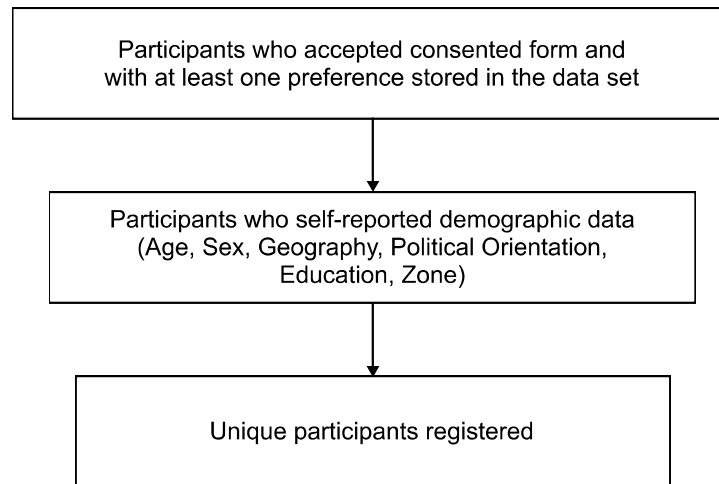 Participants who accepted consented form and
with at least one preference stored in the data set
Participants who self-reported demographic data
(Age, Sex, Geography, Political Orientation,
Education, Zone)
Unique participants registered